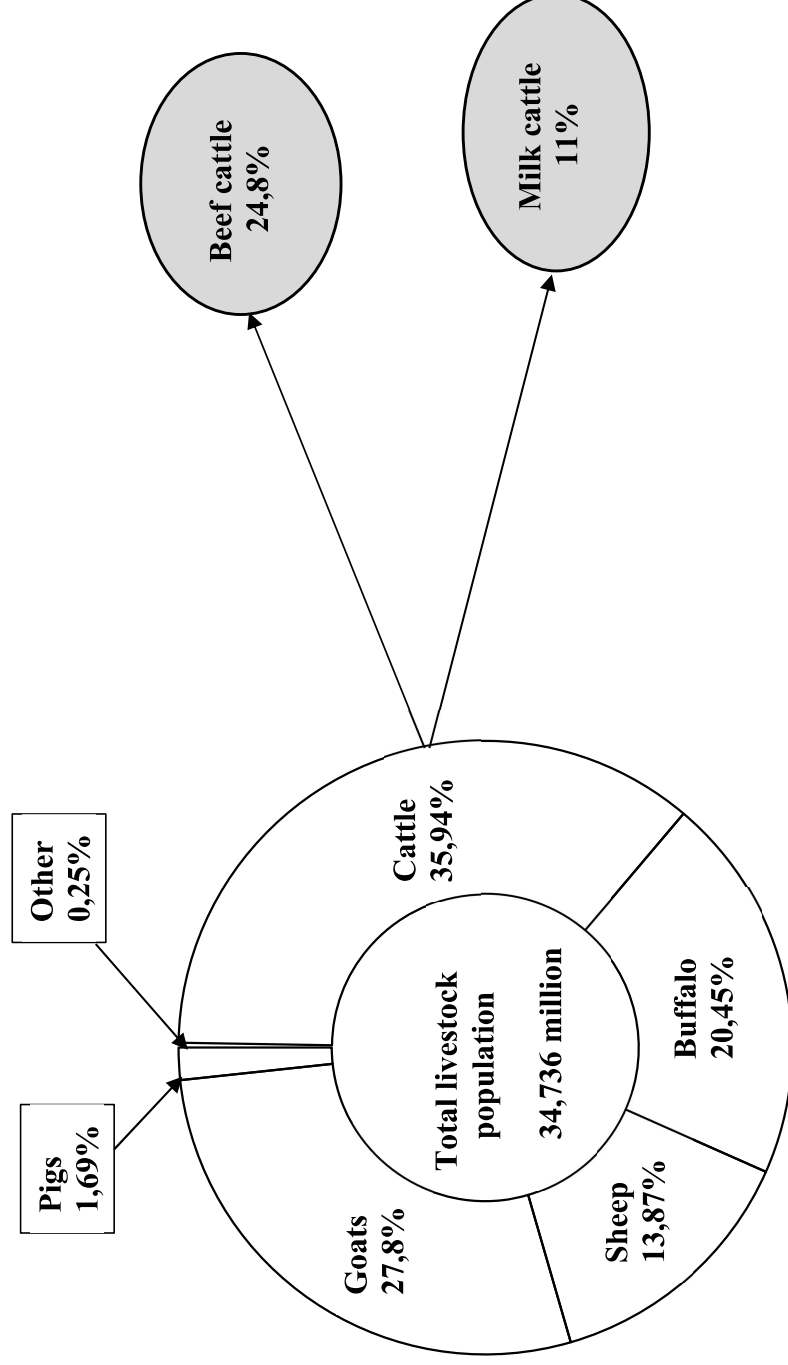 Pigs
1,69%
Other
0,25%
Goats
27,8%
Cattle
35,94%
Total livestock
population
34,736 million
Sheep
13,87%
Buffalo
20,45%
Beef cattle
24,8%
Milk cattle
11%